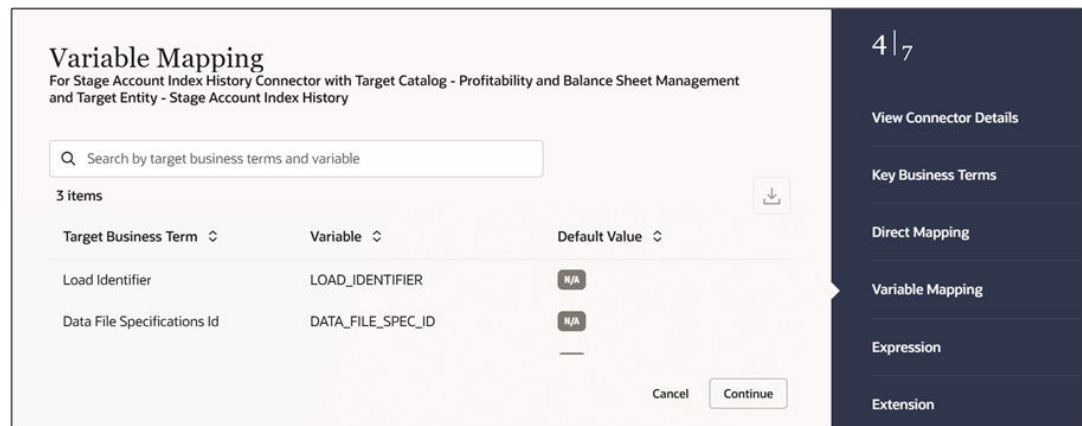 Variable Mapping
For Stage Account Index History Connector with Target Catalog - Profitability and Balance Sheet Management
and Target Entity - Stage Account Index History
Search by target business terms and variable
3 items
Target Business Term Variable Default Value
Load Identifier LOAD_IDENTIFIER N/A
Data File Specifications Id DATA_FILE_SPEC_ID N/A
Cancel Continue
4|7
View Connector Details
Key Business Terms
Direct Mapping
Variable Mapping
Expression
Extension